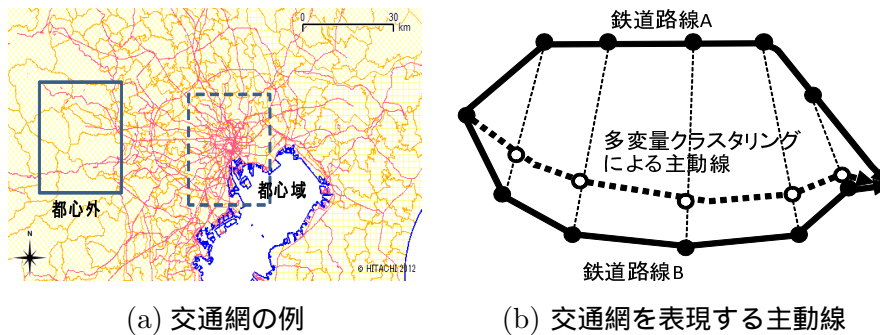 0 30
km
都心外
都心域
N
© HITACHI 2012
(a) 交通網の例
鉄道路線A
多変量クラスタリング
による主動線
鉄道路線B
(b) 交通網を表現する主動線